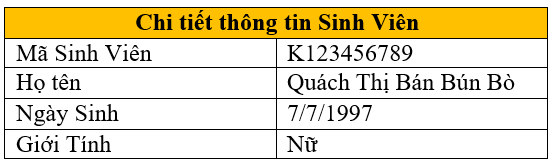 Chi tiết thông tin Sinh Viên
Mã Sinh Viên K123456789
Họ tên Quách Thị Bán Bún Bò
Ngày Sinh 7/7/1997
Giới Tính Nữ